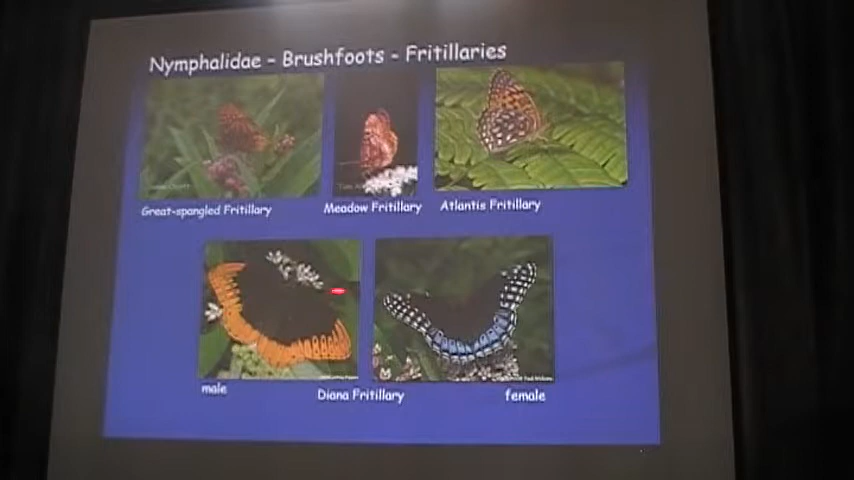 Nymphalidae - Brushfoots - Fritillaries
Great-spangled Fritillary
Meadow Fritillary
Atlantis Fritillary
male
Diana Fritillary
female